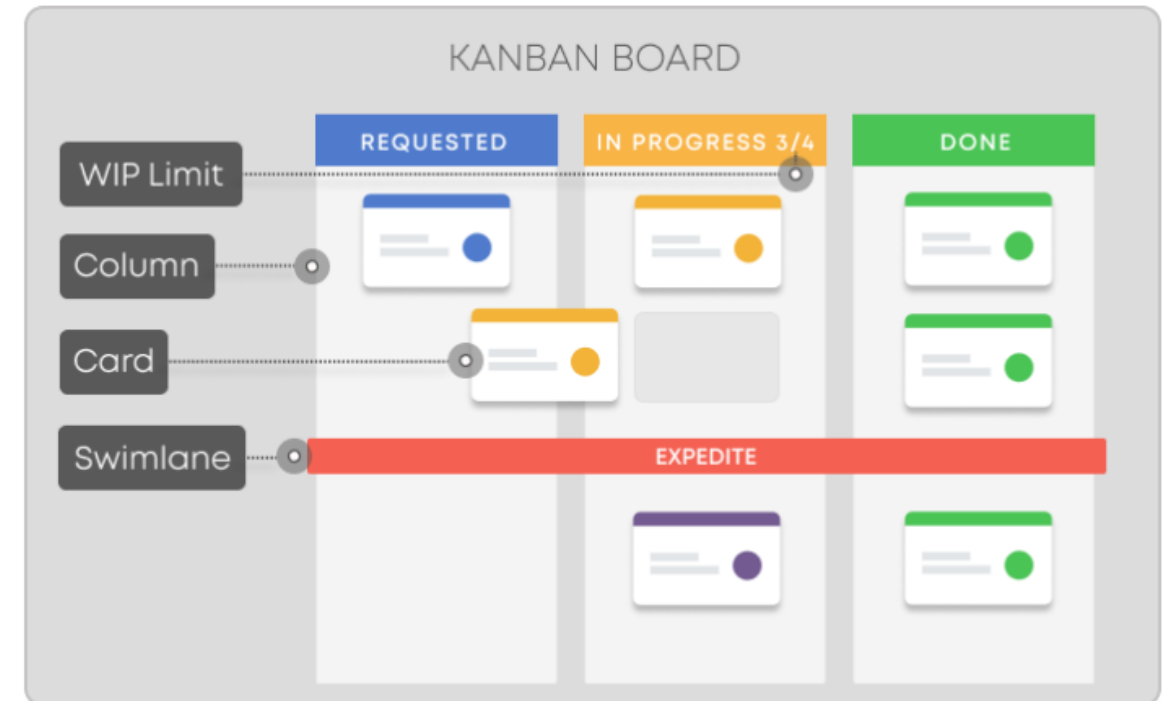 KANBAN BOARD
REQUESTED
IN PROGRESS 3/4
DONE
WIP Limit
Column
Card
Swimlane
EXPEDITE